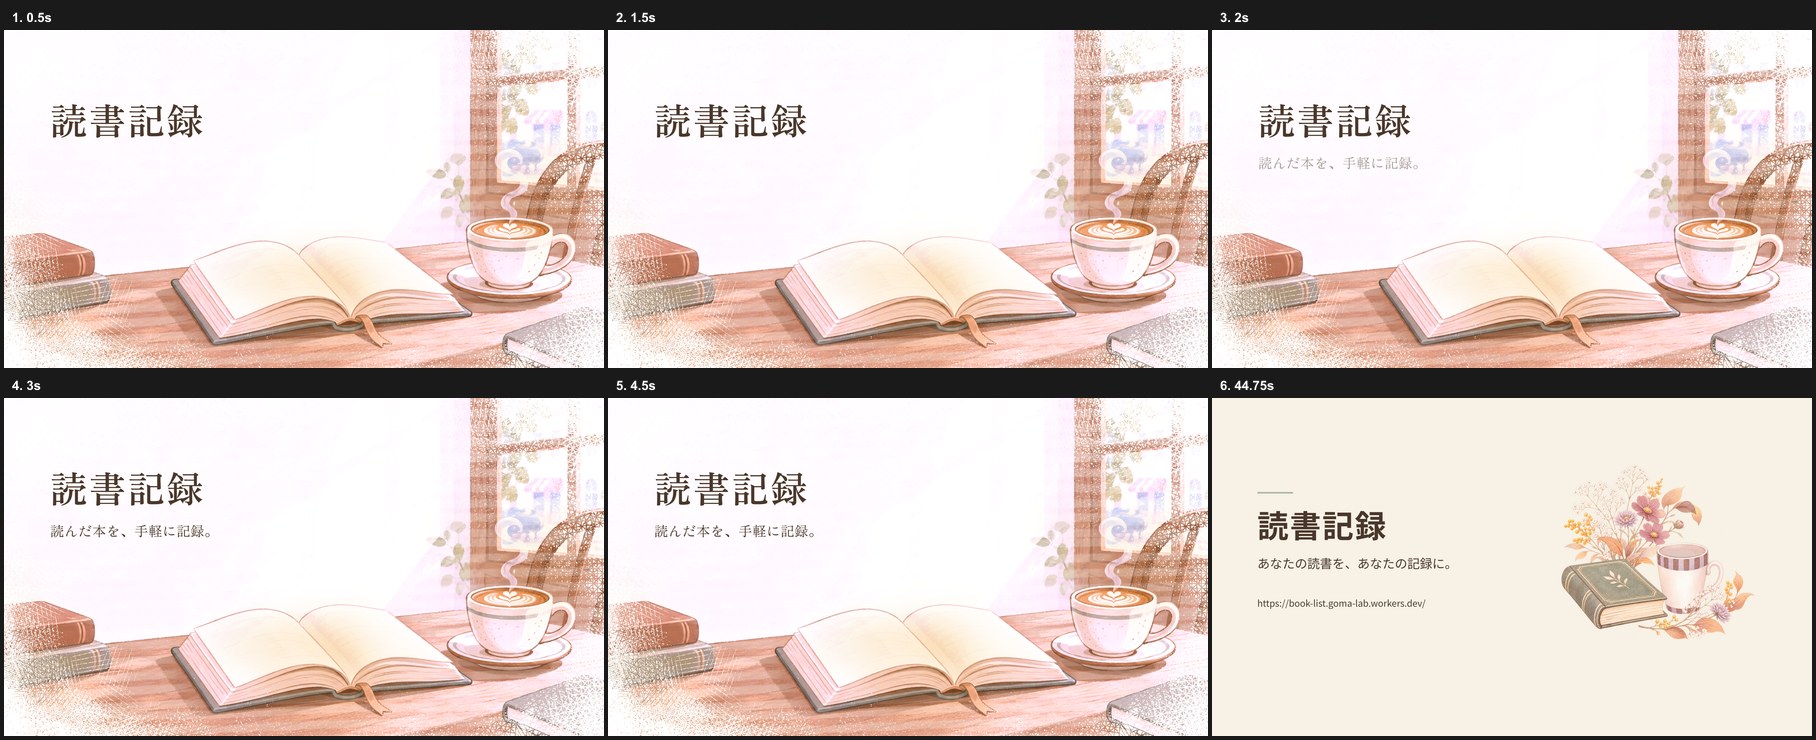 1. 0.5s
読書記録
2. 1.5s
読書記録
3. 2s
読書記録
読んだ本を、手軽に記録。
4. 3s
読書記録
読んだ本を、手軽に記録。
5. 4.5s
読書記録
読んだ本を、手軽に記録。
6. 44.75s
読書記録
あなたの読書を、あなたの記録に。
https://book-list.goma-lab.workers.dev/